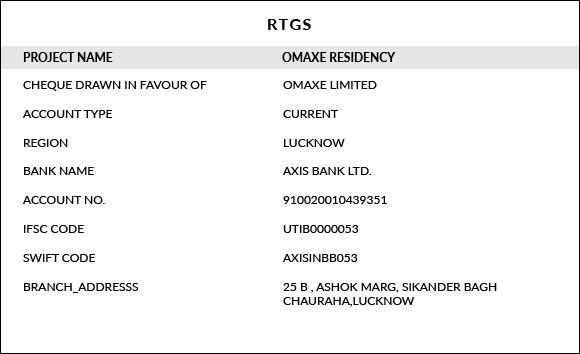 RTGS
PROJECT NAME OMAXE RESIDENCY
CHEQUE DRAWN IN FAVOUR OF OMAXE LIMITED
ACCOUNT TYPE CURRENT
REGION LUCKNOW
BANK NAME AXIS BANK LTD.
ACCOUNT NO. 910020010439351
IFSC CODE UTIB0000053
SWIFT CODE AXISINBB053
BRANCH_ADDRESSS 25 B , ASHOK MARG, SIKANDER BAGH
CHAURAHA,LUCKNOW